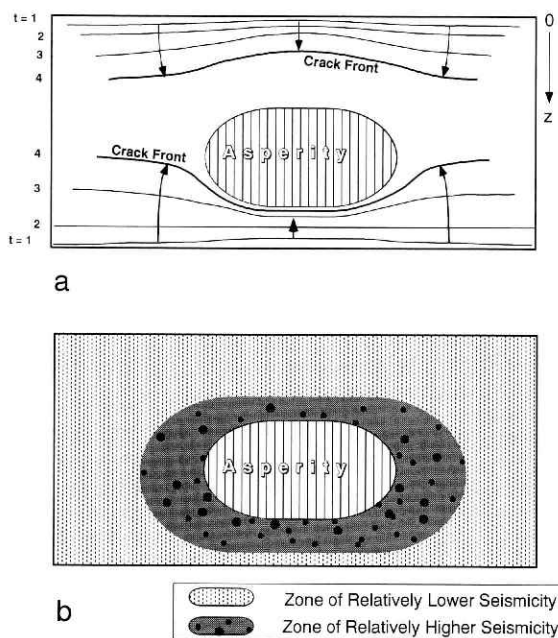 t = 1
0
2
3
Crack Front
4
z
Asperity
4
Crack Front
3
2
t = 1
a
Asperity
b
Zone of Relatively Lower Seismicity
Zone of Relatively Higher Seismicity